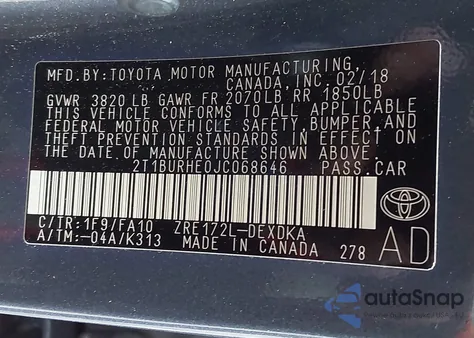 MFD.BY:TOYOTA MOTOR MANUFACTURING,
CANADA, INC. 02/18
GVWR 3820 LB GAWR FR 2070LB RR 1850LB
THIS VEHICLE CONFORMS TO ALL APPLICABLE
FEDERAL MOTOR VEHICLE SAFETY, BUMPER, AND
THEFT PREVENTION STANDARDS IN EFFECT ON
THE DATE OF MANUFACTURE SHOWN ABOVE.
2T1BURHE0JC068646 PASS.CAR
C/TR:1F9/FA10 ZRE172L-DEXDKA
A/TM:-04A/K313 MADE IN CANADA 278
AD
autoSnap